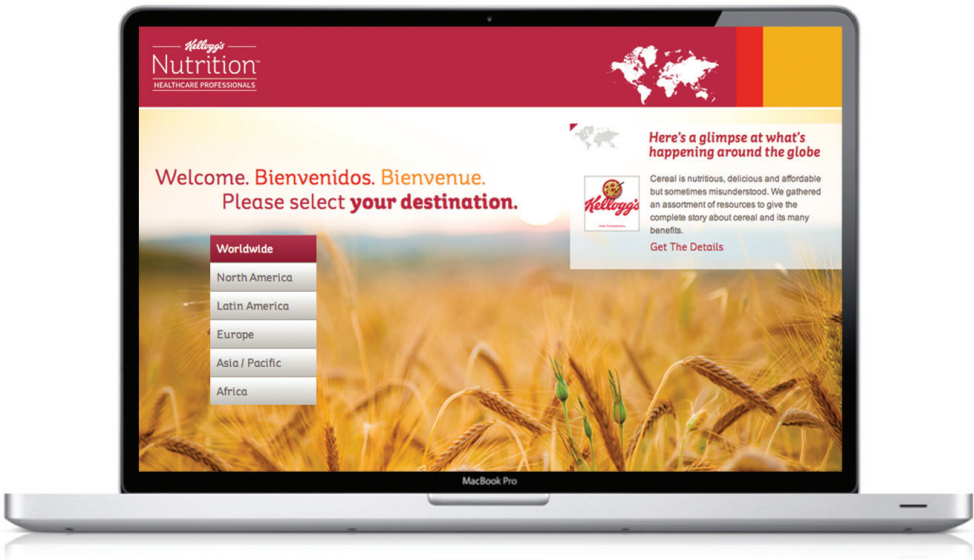 Kellogg's
Nutrition™
HEALTHCARE PROFESSIONALS
Welcome. Bienvenidos. Bienvenue.
Please select your destination.
Worldwide
North America
Latin America
Europe
Asia / Pacific
Africa
Here's a glimpse at what's
happening around the globe
Kellogg's
Cereal is nutritious, delicious and affordable
but sometimes misunderstood. We gathered
an assortment of resources to give the
complete story about cereal and its many
benefits.
Get The Details
MacBook Pro